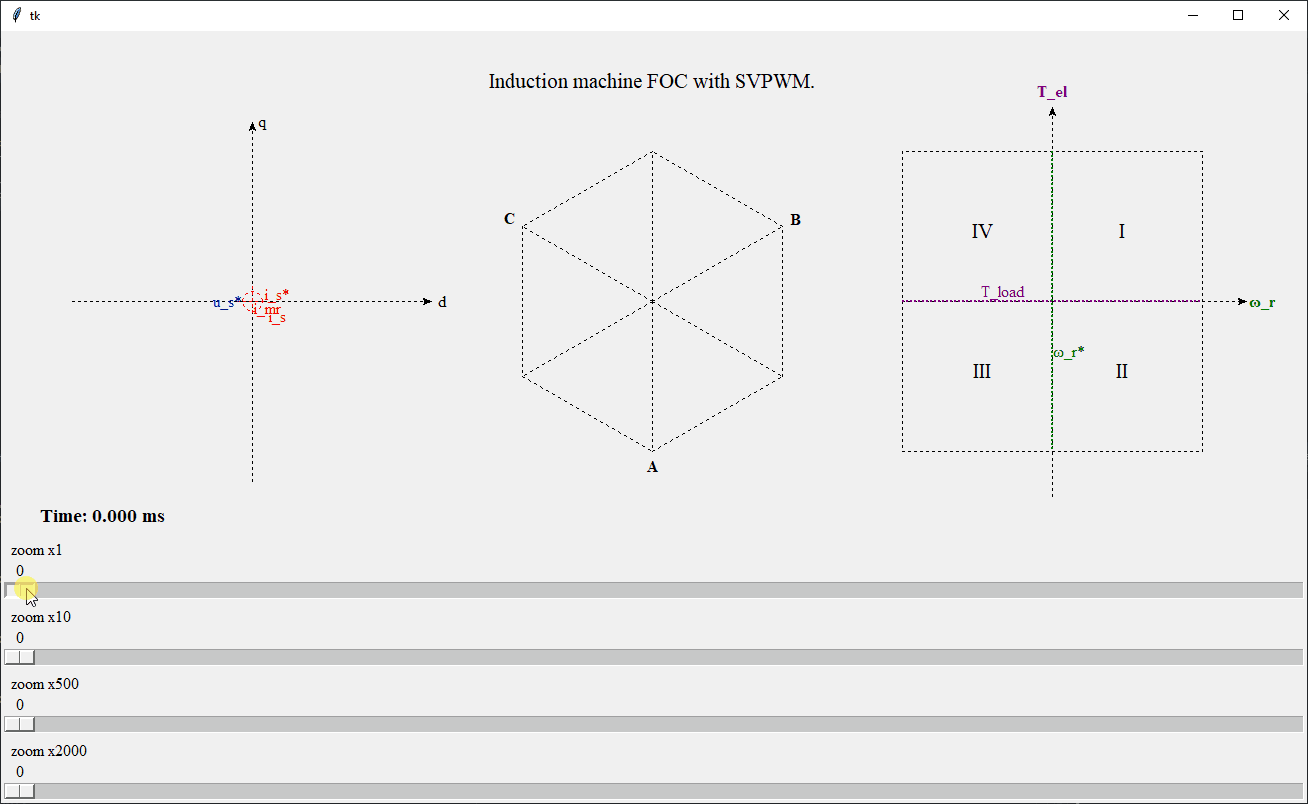 tk
Induction machine FOC with SVPWM.
T_el
q
C
B
IV
I
u_s*
i_s*
i_mr
i_s
d
T_load
ω_r
ω_r*
III
II
A
Time: 0.000 ms
zoom x1
0
zoom x10
0
zoom x500
0
zoom x2000
0